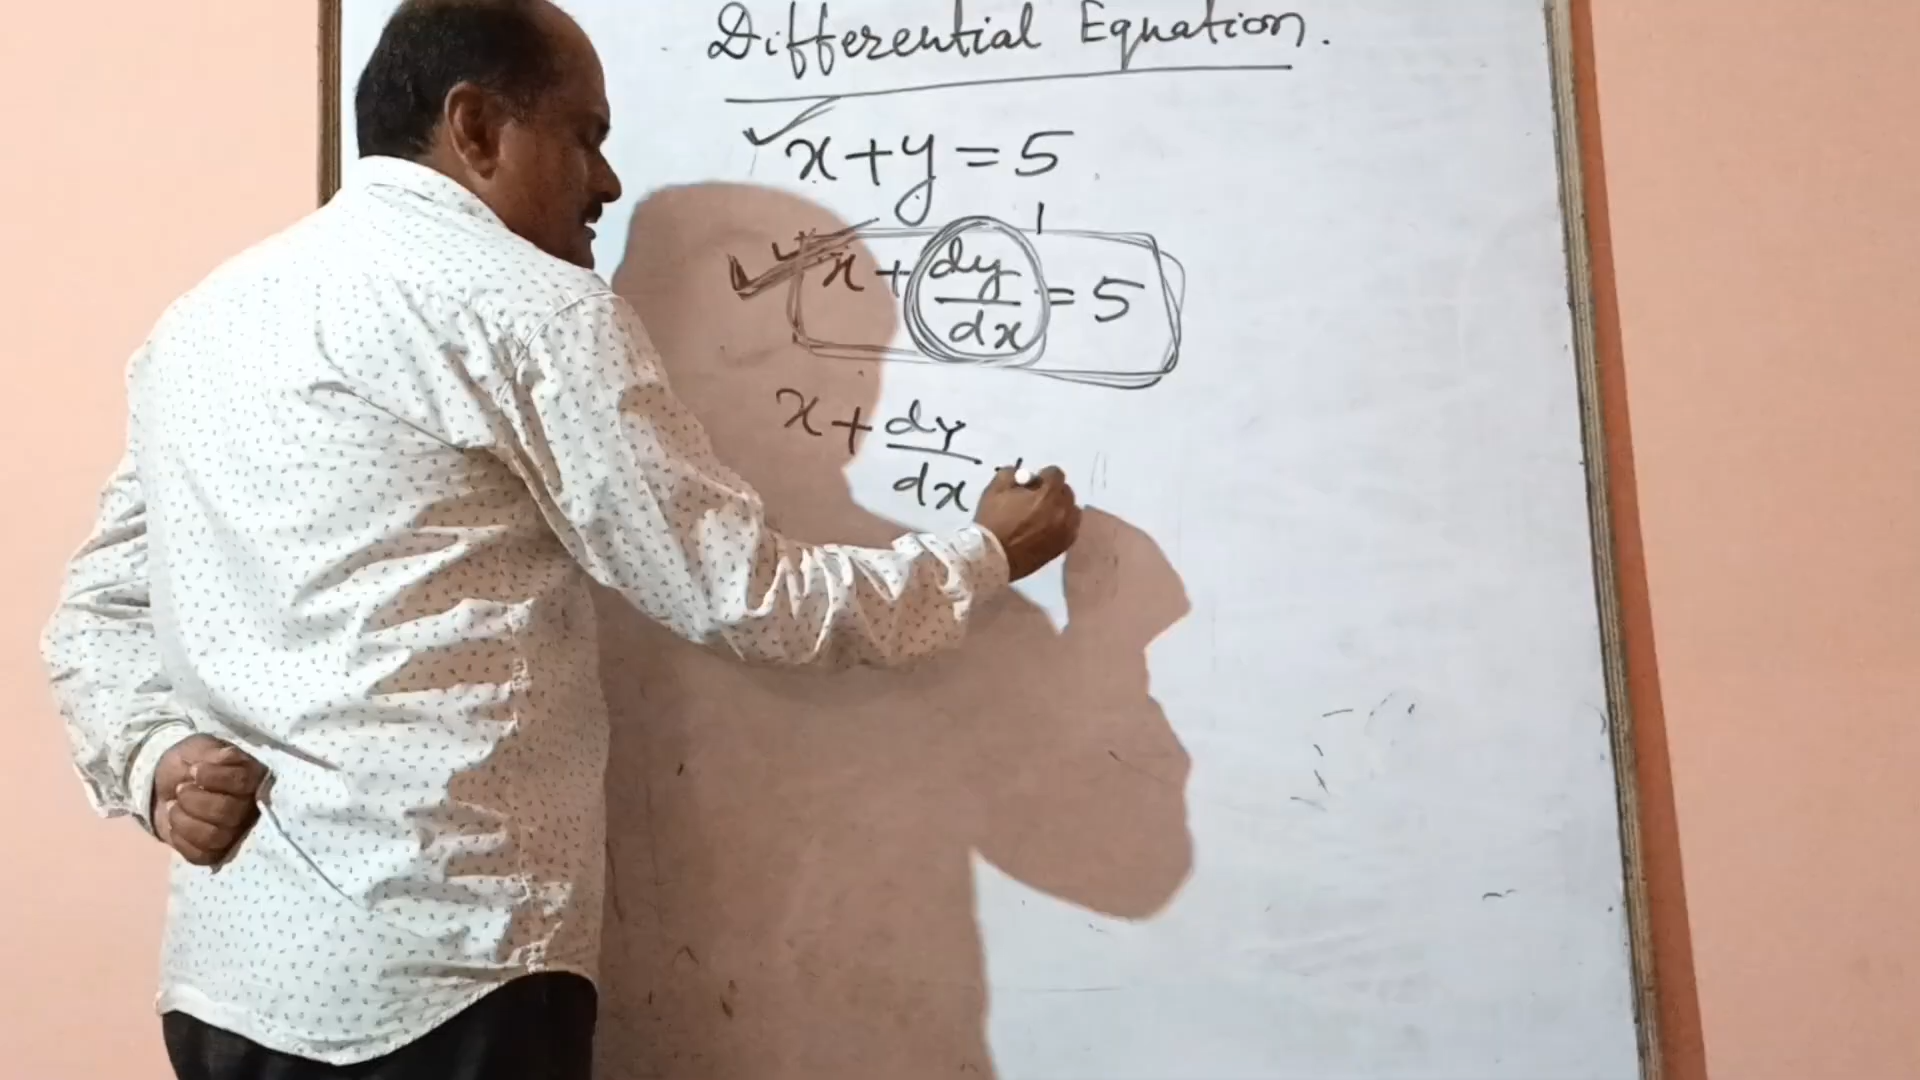 Differential Equation.
x+y=5
x+dy/dx=5
x+dy/dx+